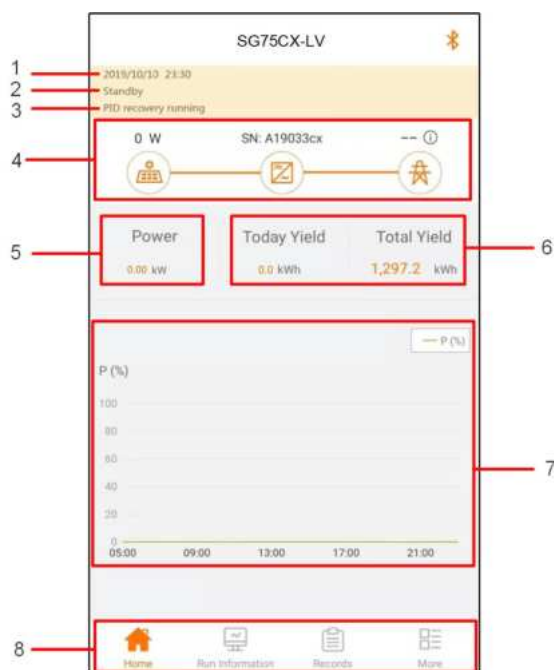 SG75CX-LV
1
2019/10/10 23:30
2
Standby
3
PID recovery running
4
0 W SN: A19033cx --
5
Power Today Yield Total Yield
6
0.00 kW 0.0 kWh 1,297.2 kWh
P (%)
P (%)
100
80
60
40
20
0
7
05:00 09:00 13:00 17:00 21:00
8
Home Run Information Records More